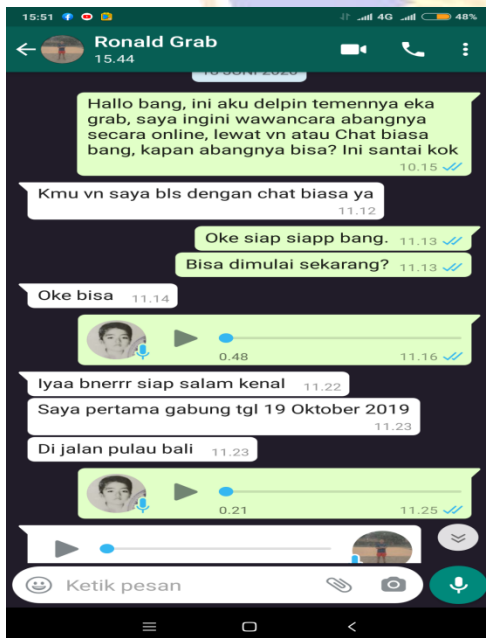 15:51 4G 48%
Ronald Grab
15.44
Hallo bang, ini aku delpin temennya eka
grab, saya ingini wawancara abangnya
secara online, lewat vn atau Chat biasa
bang, kapan abangnya bisa? Ini santai kok
10.15
Kmu vn saya bls dengan chat biasa ya
11.12
Oke siap siapp bang. 11.13
Bisa dimulai sekarang? 11.13
Oke bisa 11.14
0.48 11.16
Iyaa bnerrr siap salam kenal 11.22
Saya pertama gabung tgl 19 Oktober 2019
11.23
Di jalan pulau bali 11.23
0.21 11.25
Ketik pesan